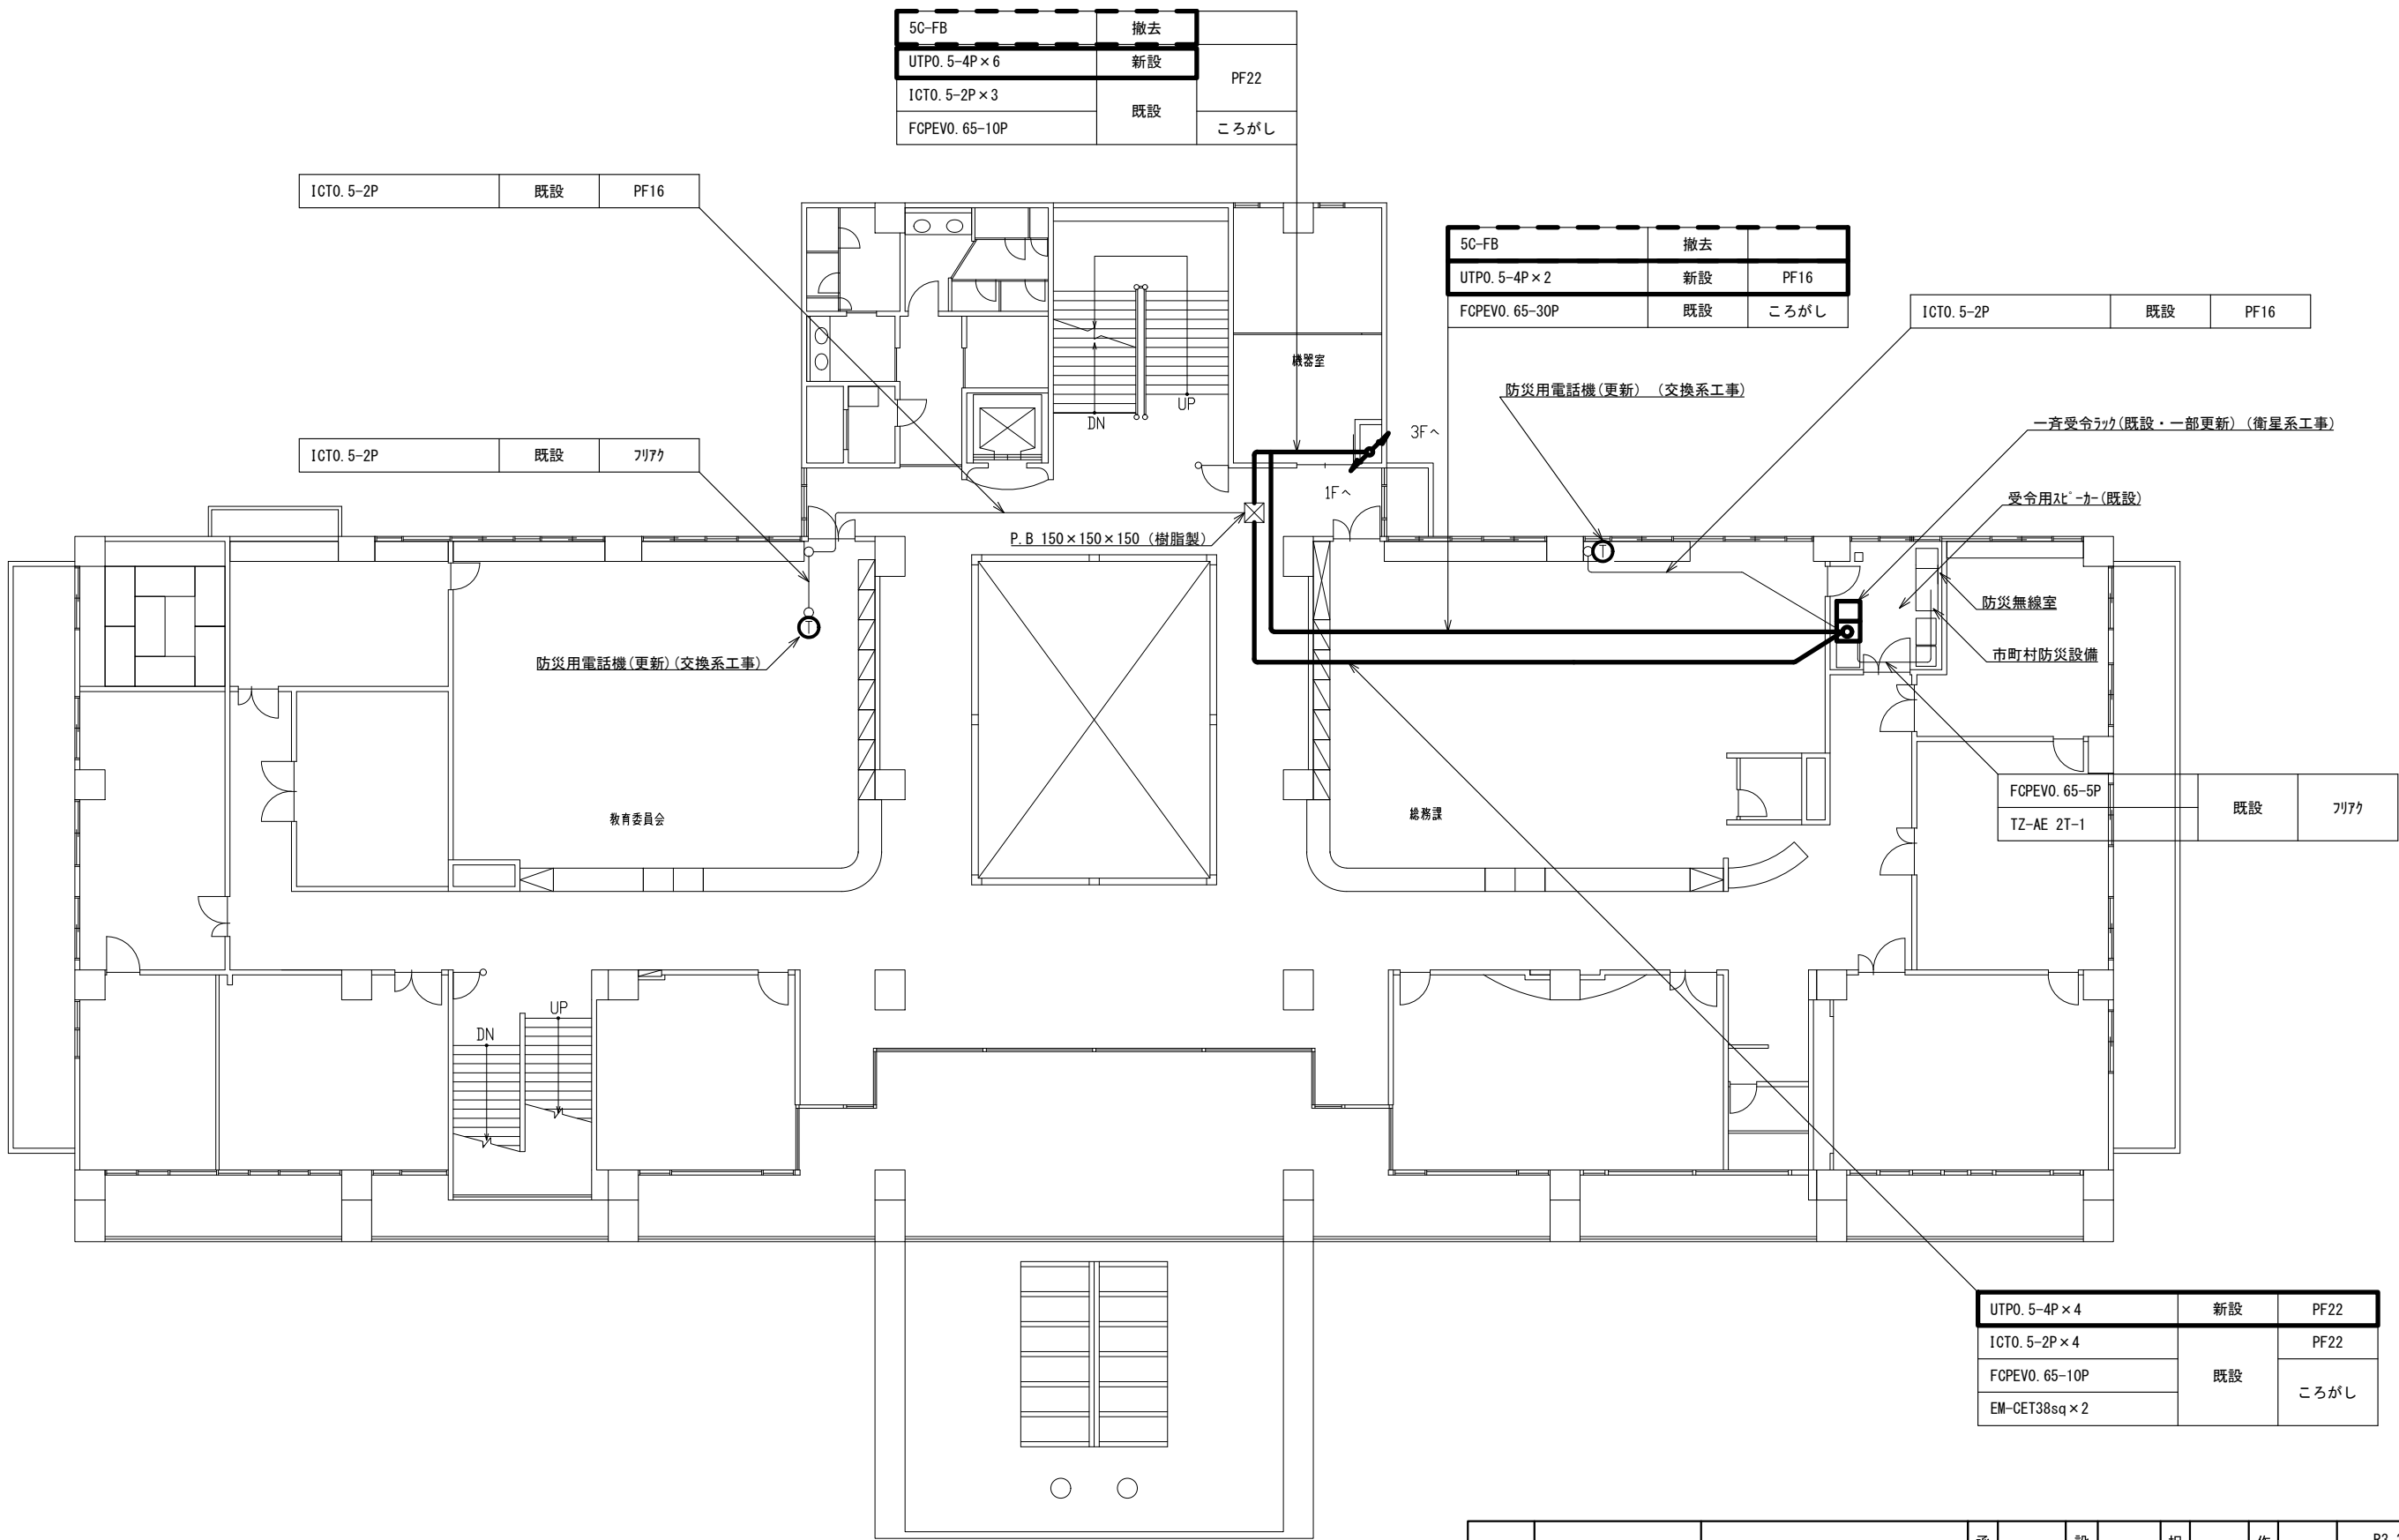 5C-FB 撤去
UTP0.5-4P×6 新設 PF22
ICT0.5-2P×3 既設
FCPEV0.65-10P ころがし
ICT0.5-2P 既設 PF16
5C-FB 撤去
UTP0.5-4P×2 新設 PF16
FCPEV0.65-30P 既設 ころがし
ICT0.5-2P 既設 PF16
機器室
防災用電話機(更新) (交換系工事)
UP
DN
3Fへ
一斉受令ラック(既設・一部更新) (衛星系工事)
ICT0.5-2P 既設 フリアク
1Fへ
受令用スピーカー(既設)
P.B 150×150×150 (樹脂製)
防災無線室
防災用電話機(更新) (交換系工事)
市町村防災設備
T
T
FCPEV0.65-5P 既設 フリアク
TZ-AE 2T-1
教育委員会
総務課
UP
DN
UTP0.5-4P×4 新設 PF22
ICT0.5-2P×4 既設 PF22
FCPEV0.65-10P ころがし
EM-CET38sq×2